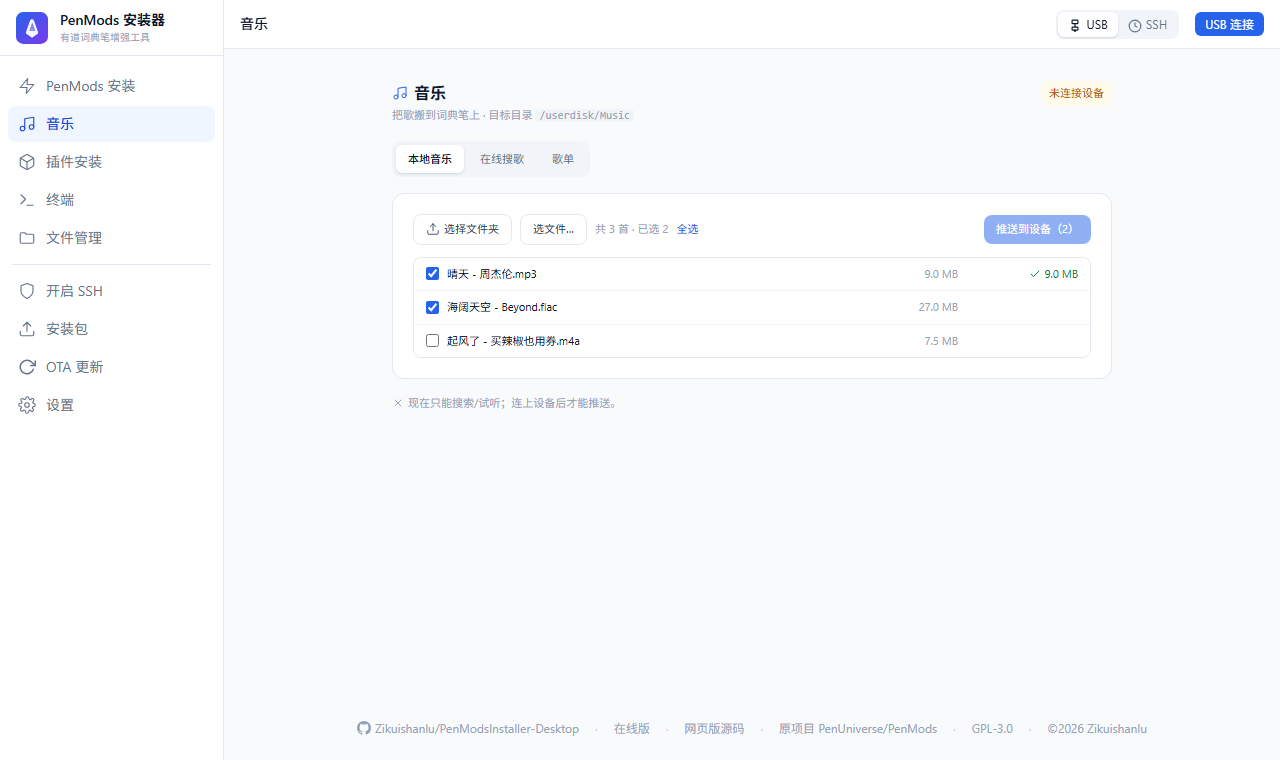 PenMods 安装器
有道词典笔增强工具
音乐
USB
SSH
USB 连接
PenMods 安装
音乐
插件安装
终端
文件管理
开启 SSH
安装包
OTA 更新
设置
音乐
未连接设备
把歌搬到词典笔上 · 目标目录 /userdisk/Music
本地音乐
在线搜歌
歌单
选择文件夹
选文件...
共 3 首 · 已选 2
全选
推送到设备（2）
晴天 - 周杰伦.mp3 9.0 MB 9.0 MB
海阔天空 - Beyond.flac 27.0 MB
起风了 - 买辣椒也用券.m4a 7.5 MB
现在只能搜索/试听；连上设备后才能推送。
Zikuishanlu/PenModsInstaller-Desktop · 在线版 · 网页版源码 · 原项目 PenUniverse/PenMods · GPL-3.0 · ©2026 Zikuishanlu